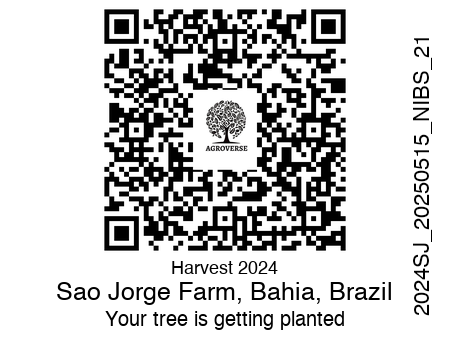 AGROVERSE
Harvest 2024
Sao Jorge Farm, Bahia, Brazil
Your tree is getting planted
2024SJ_20250515_NIBS_21